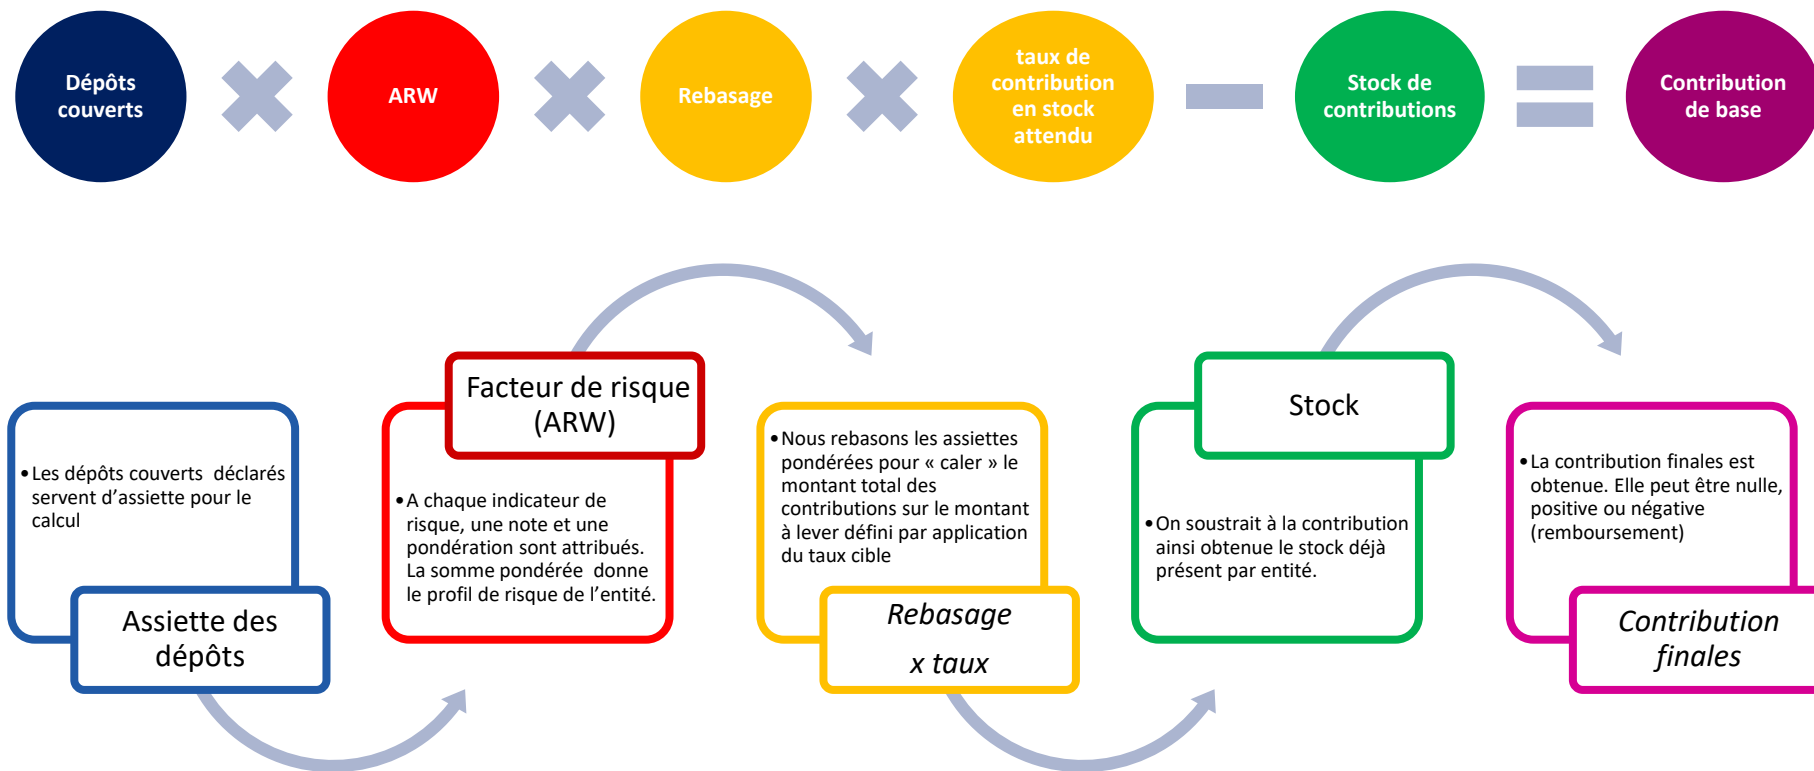 Dépôts
couverts
ARW
Rebasage
taux de
contribution
en stock
attendu
Stock de
contributions
Contribution
de base
•Les dépôts couverts déclarés
servent d'assiette pour le
calcul
Assiette des
dépôts
Facteur de risque
(ARW)
•A chaque indicateur de
risque, une note et une
pondération sont attribués.
La somme pondérée donne
le profil de risque de l'entité.
•Nous rebasons les assiettes
pondérées pour « caler » le
montant total des
contributions sur le montant
à lever défini par application
du taux cible
Rebasage
x taux
Stock
•On soustrait à la contribution
ainsi obtenue le stock déjà
présent par entité.
•La contribution finales est
obtenue. Elle peut être nulle,
positive ou négative
(remboursement)
Contribution
finales